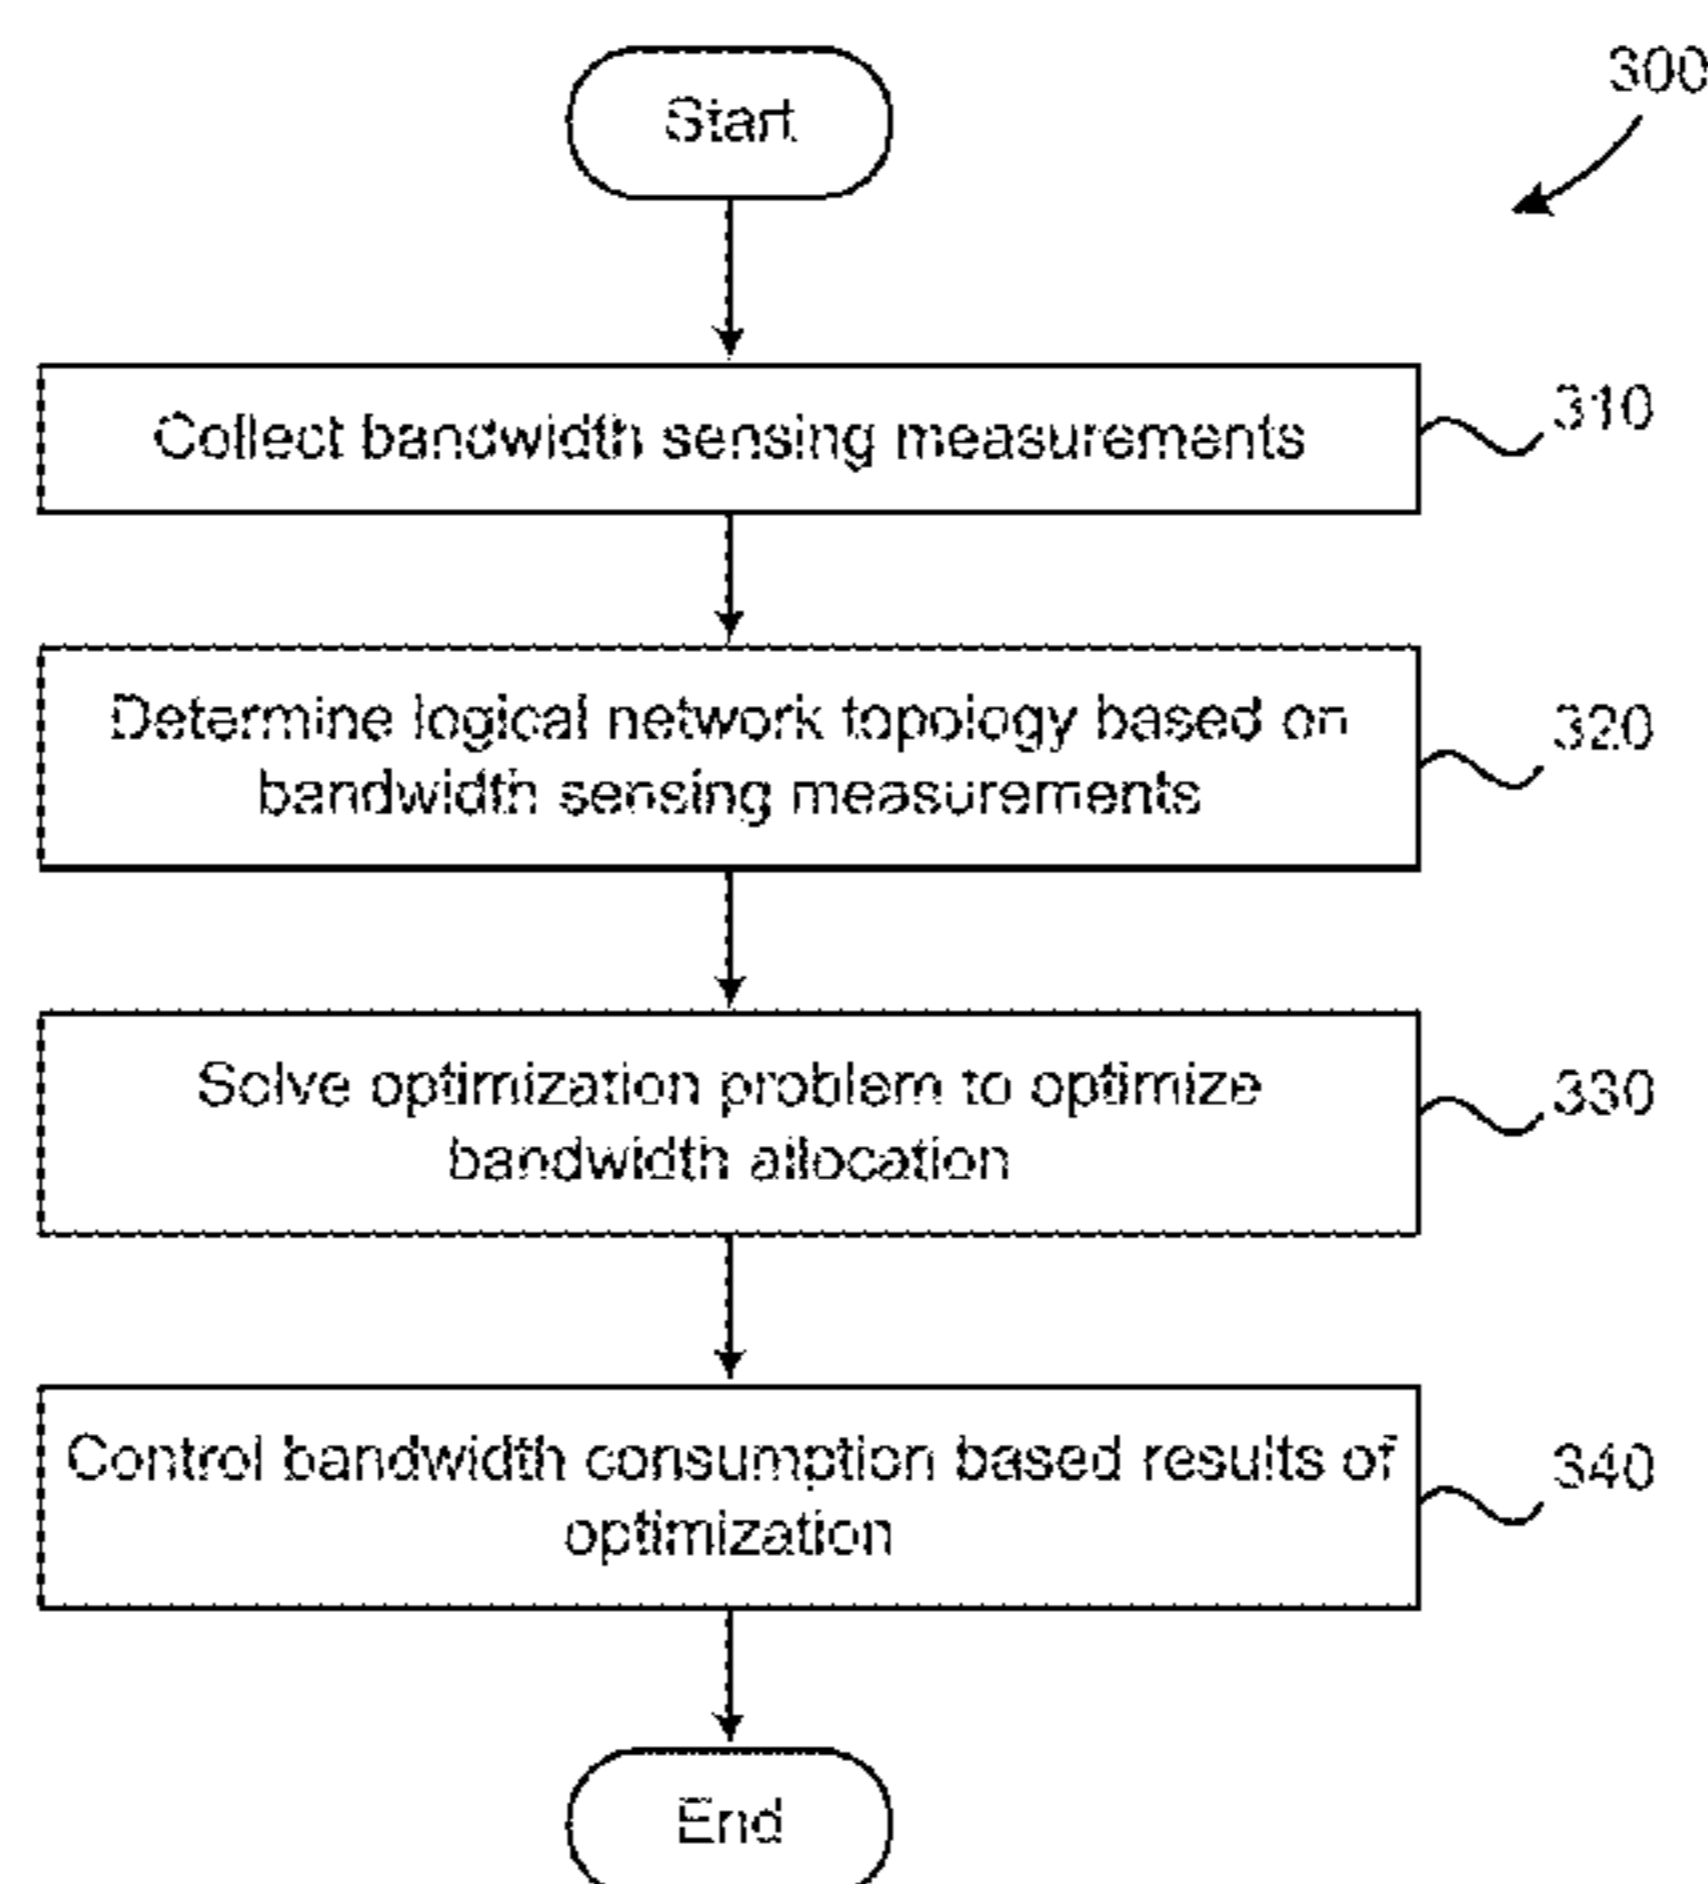 300
Start
Collect bandwidth sensing measurements
310
Determine logical network topology based on
bandwidth sensing measurements
320
Solve optimization problem to optimize
bandwidth allocation
330
Control bandwidth consumption based results of
optimization
340
End